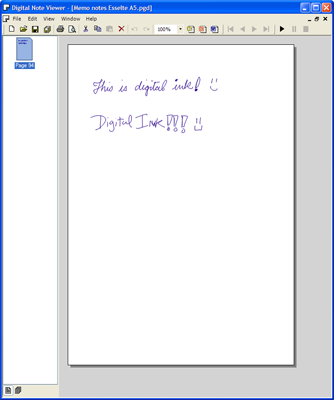 Digital Note Viewer - [Memo notes Esselte A5.pgd]
File Edit View Insert Window Help
100%
Page 34
This is digital ink! :)
Digital Ink!!! :)